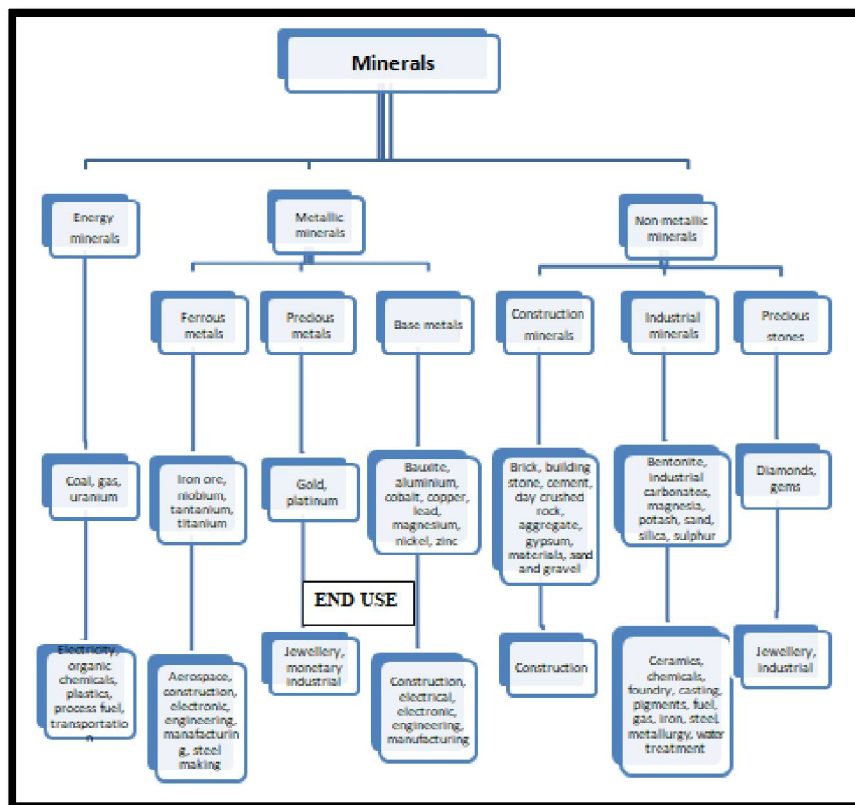 Minerals
Energy
minerals
Metallic
minerals
Non-metallic
minerals
Ferrous
metals
Precious
metals
Base metals
Construction
minerals
Industrial
minerals
Precious
stones
Coal, gas,
uranium
Iron ore,
niobium,
tantanium,
titanium
Gold,
platinum
Bauxite,
aluminium,
cobalt, copper,
lead,
magnesium,
nickel, zinc
Brick, building
stone, cement,
day crushed
rock,
aggregate,
gypsum,
materials, sand
and gravel
Bentonite,
industrial
carbonates,
magnesia,
potash, sand,
silica, sulphur
Diamonds,
gems
END USE
Electricity,
organic
chemicals,
plastics,
process fuel,
transportatio
n
Aerospace,
construction,
electronic,
engineering,
manafacturin
g, steel
making
Jewellery,
monetary
industrial
Construction,
electrical,
electronic,
engineering,
manufacturing
Construction
Ceramics,
chemicals,
foundry, casting,
pigments, fuel,
gas, iron, steel,
metallurgy, water
treatment
Jewellery,
industrial